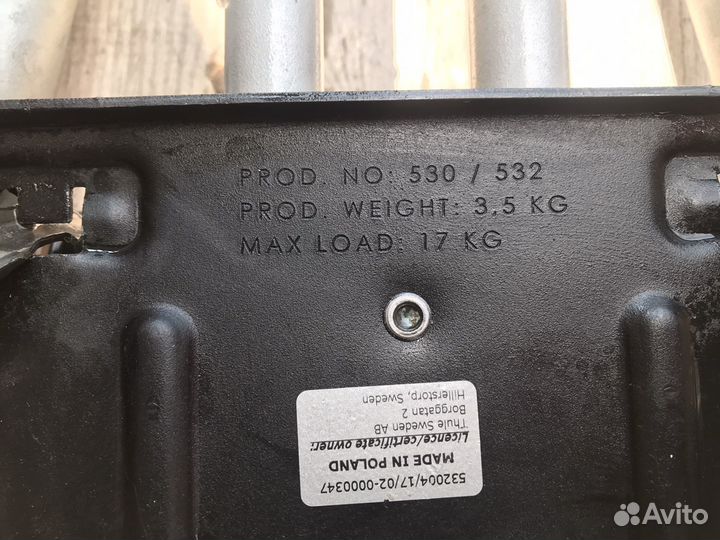 PROD. NO: 530 / 532
PROD. WEIGHT: 3,5 KG
MAX LOAD: 17 KG
532004/17/02-0000347
MADE IN POLAND
Licence/certificate owner:
Thule Sweden AB
Borggatan 2
Hillerstorp, Sweden
Avito